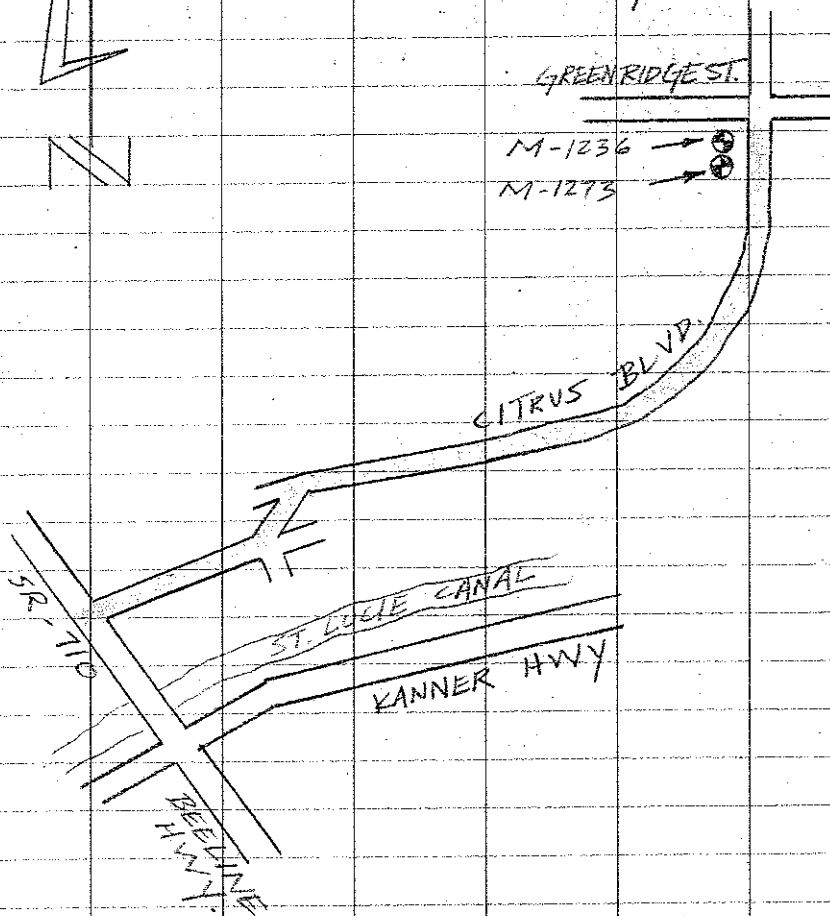 GREENRIDGE ST.
M-1236
M-1273
N
CITRUS BLVD.
ST. LUCIE CANAL
SR-710
KANNER HWY
BEELINE
HWY.